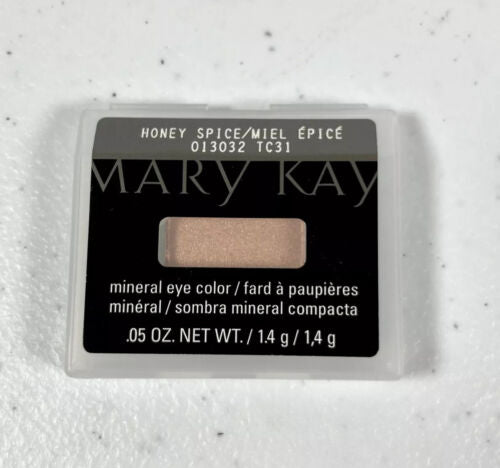 HONEY SPICE/MIEL ÉPICÉ
013032 TC31
MARY KAY
mineral eye color / fard à paupières
minéral / sombra mineral compacta
.05 OZ. NET WT. / 1.4 g / 1,4 g